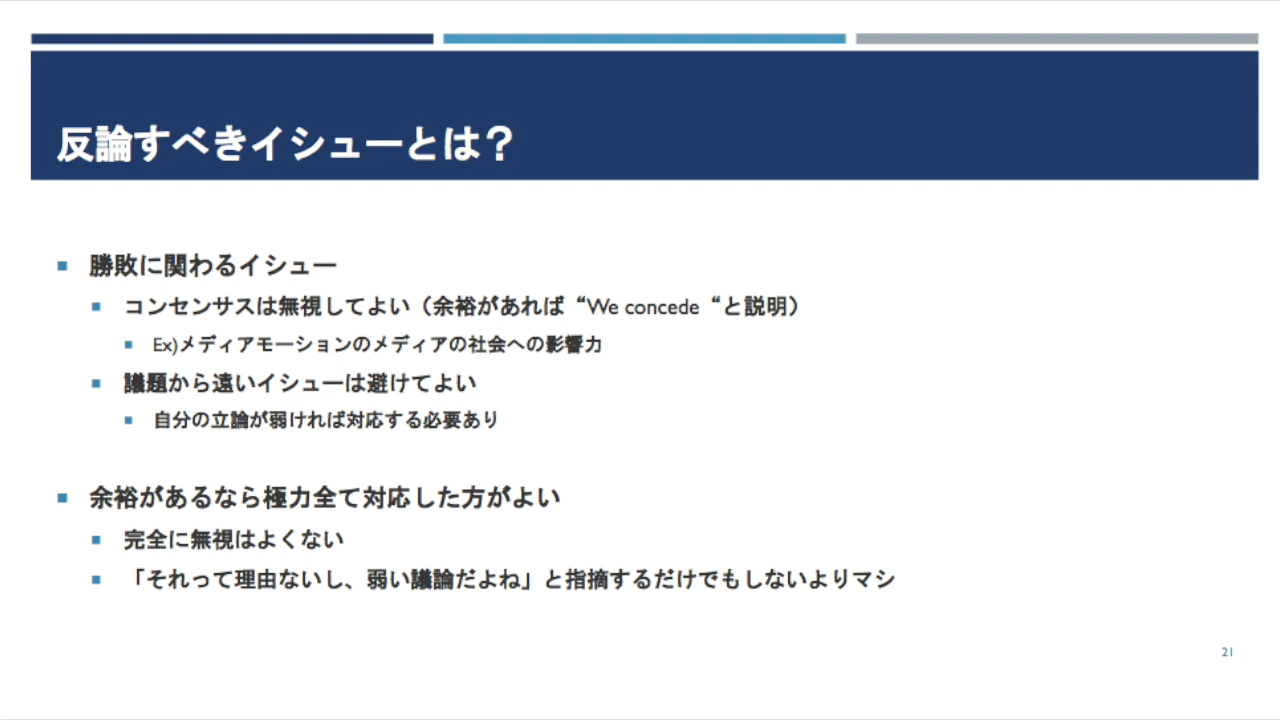 反論すべきイシューとは？
勝敗に関わるイシュー
コンセンサスは無視してよい（余裕があれば“We concede“と説明）
Ex)メディアモーションのメディアの社会への影響力
議題から遠いイシューは避けてよい
自分の立論が弱ければ対応する必要あり
余裕があるなら極力全て対応した方がよい
完全に無視はよくない
「それって理由ないし、弱い議論だよね」と指摘するだけでもしないよりマシ
21